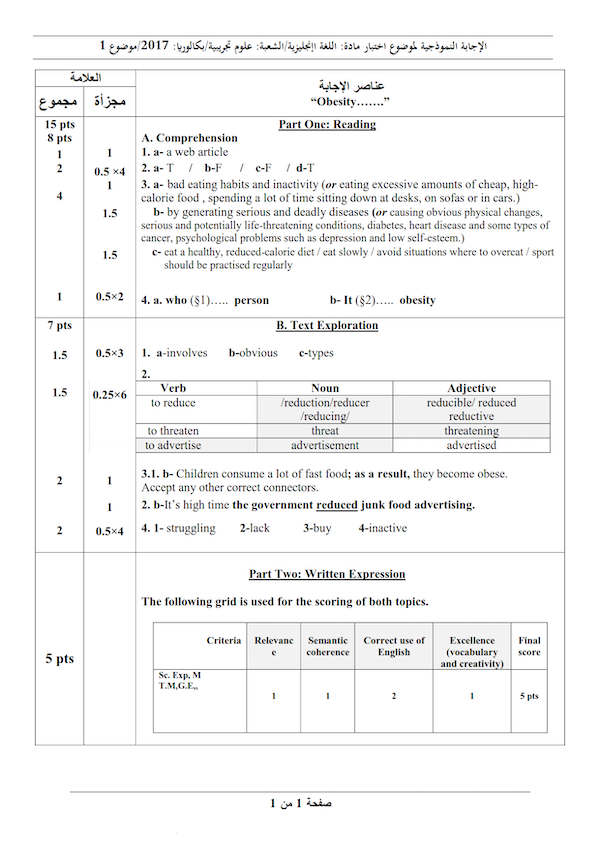 الإجابة النموذجية لموضوع اختبار مادة: اللغة الإنجليزية/الشعبة: علوم تجريبية/بكالوريا: 2017/موضوع 1
العلامة
عناصر الإجابة
مجموع مجزأة
“Obesity…….”
15 pts
8 pts
Part One: Reading
A. Comprehension
1 1 1. a- a web article
2 0.5 ×4 2. a- T / b-F / c-F / d-T
4 1 3. a- bad eating habits and inactivity (or eating excessive amounts of cheap, high-
calorie food , spending a lot of time sitting down at desks, on sofas or in cars.)
1.5 b- by generating serious and deadly diseases (or causing obvious physical changes,
serious and potentially life-threatening conditions, diabetes, heart disease and some types of
cancer, psychological problems such as depression and low self-esteem.)
1.5 c- eat a healthy, reduced-calorie diet / eat slowly / avoid situations where to overeat / sport
should be practised regularly
1 0.5×2 4. a. who (§1)….. person b- It (§2)….. obesity
7 pts B. Text Exploration
1.5 0.5×3 1. a-involves b-obvious c-types
2.
1.5 0.25×6
Verb Noun Adjective
to reduce /reduction/reducer reducible/ reduced
/reducing/ reductive
to threaten threat threatening
to advertise advertisement advertised
2 1 3.1. b- Children consume a lot of fast food; as a result, they become obese.
Accept any other correct connectors.
1 2. b-It’s high time the government reduced junk food advertising.
2 0.5×4 4. 1- struggling 2-lack 3-buy 4-inactive
Part Two: Written Expression
The following grid is used for the scoring of both topics.
5 pts
Criteria Relevanc Semantic Correct use of Excellence Final
e coherence English (vocabulary score
and creativity)
Sc. Exp, M
T.M,G.E,,
1 1 2 1 5 pts
صفحة 1 من 1